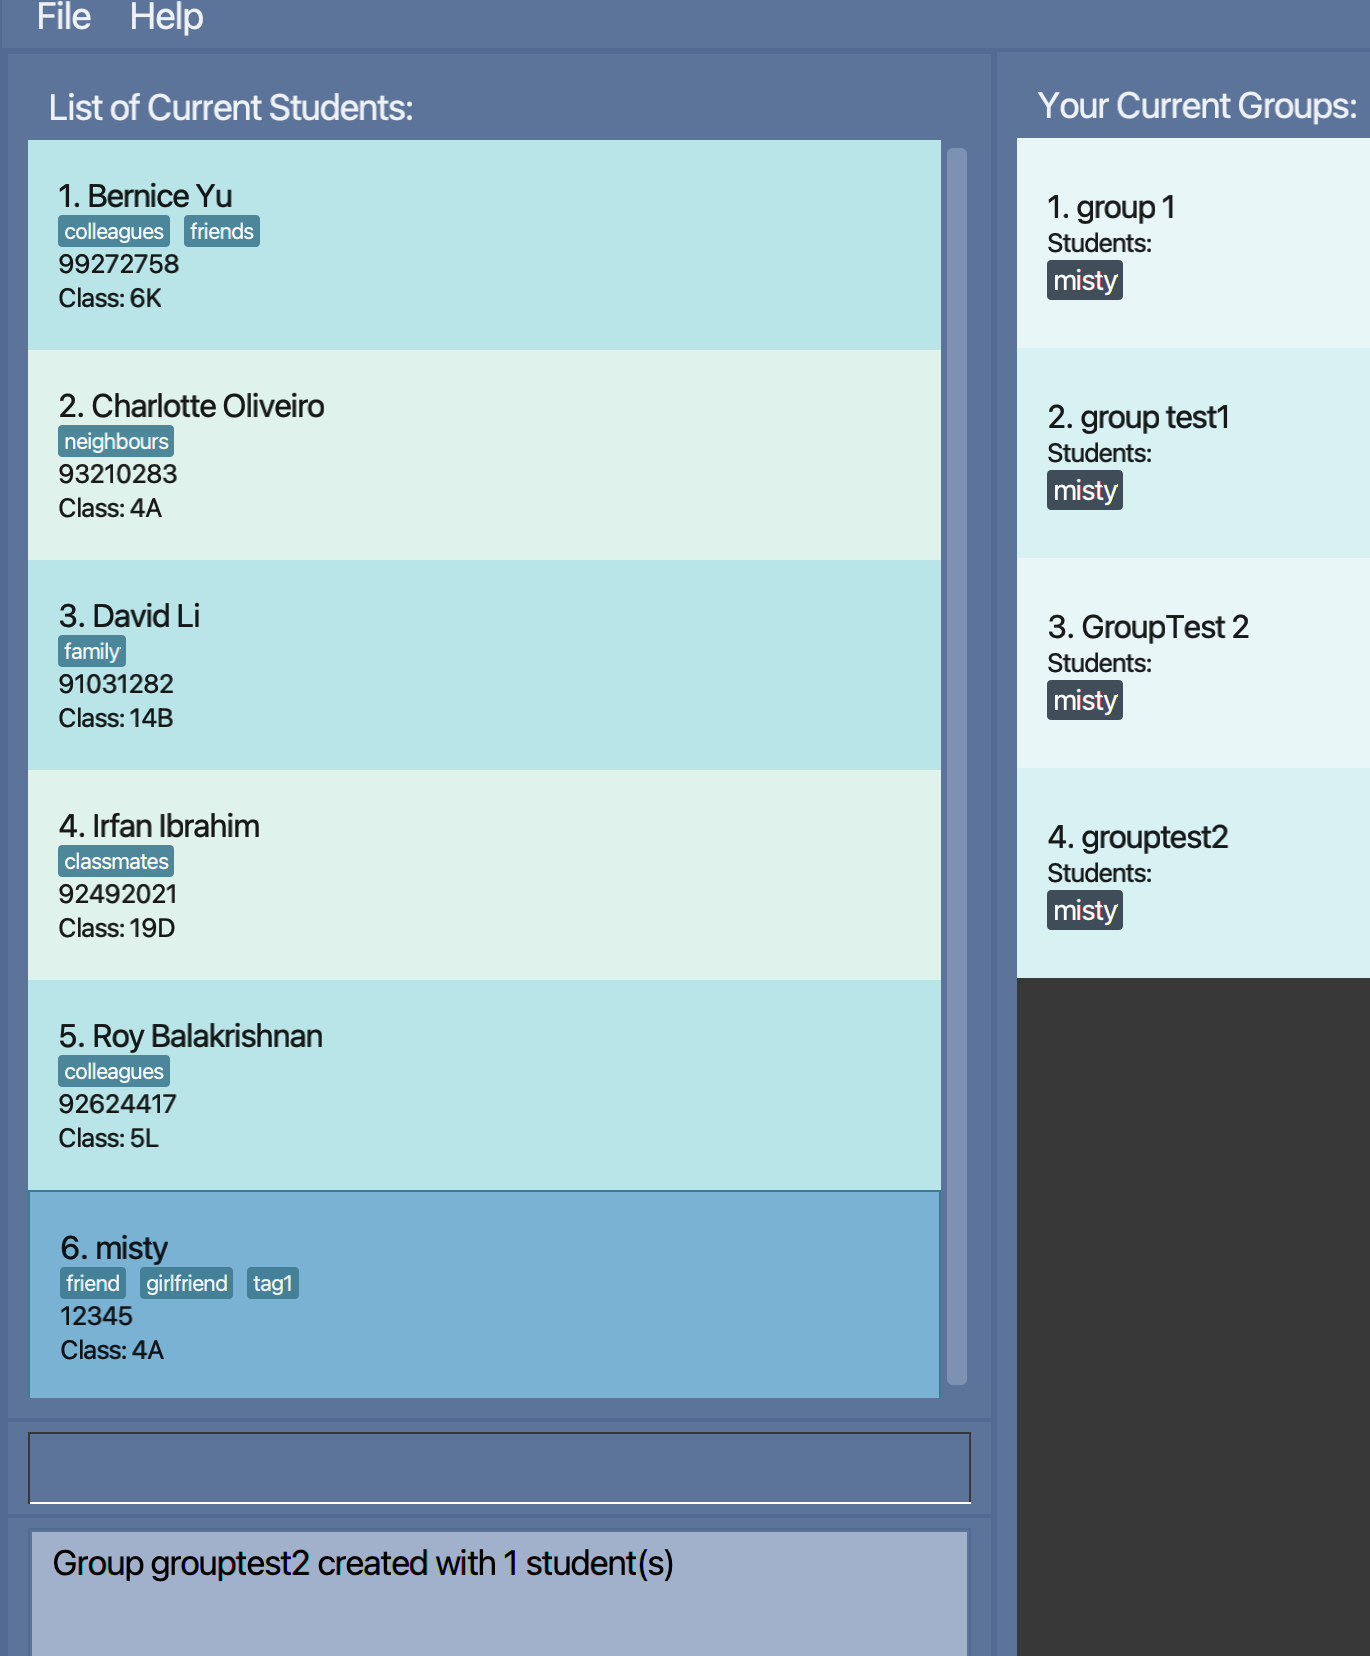 File Help
List of Current Students:
1. Bernice Yu
colleagues friends
99272758
Class: 6K
2. Charlotte Oliveiro
neighbours
93210283
Class: 4A
3. David Li
family
91031282
Class: 14B
4. Irfan Ibrahim
classmates
92492021
Class: 19D
5. Roy Balakrishnan
colleagues
92624417
Class: 5L
6. misty
friend girlfriend tag1
12345
Class: 4A
Group grouptest2 created with 1 student(s)
Your Current Groups:
1. group 1
Students:
misty
2. group test1
Students:
misty
3. GroupTest 2
Students:
misty
4. grouptest2
Students:
misty